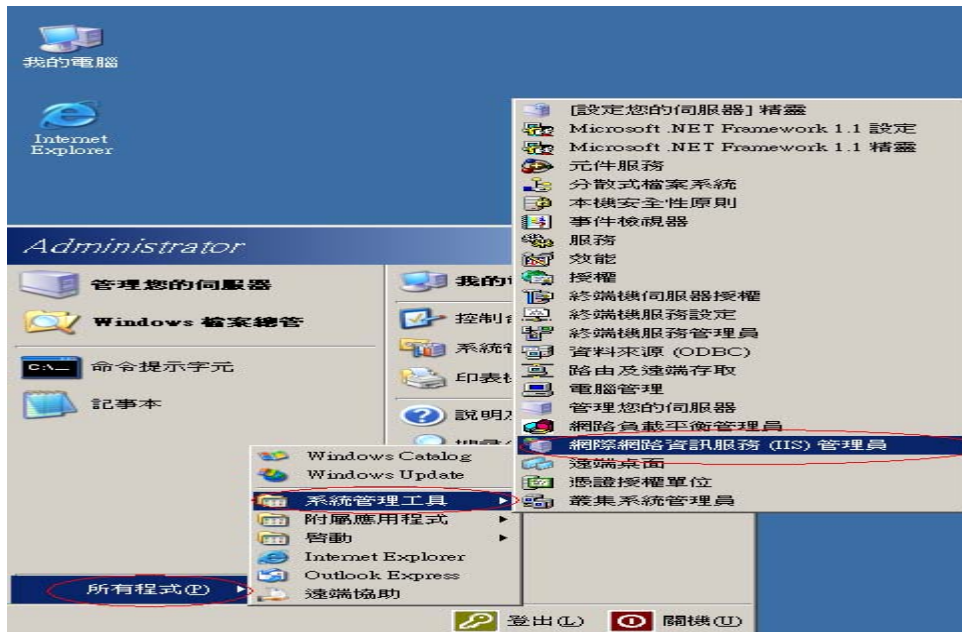 我的電腦
Internet
Explorer
Administrator
管理您的伺服器
Windows 檔案總管
命令提示字元
記事本
我的
控制
系統
印表
說明
所有程式(P)
Windows Catalog
Windows Update
系統管理工具
附屬應用程式
啟動
Internet Explorer
Outlook Express
遠端協助
[設定您的伺服器] 精靈
Microsoft .NET Framework 1.1 設定
Microsoft .NET Framework 1.1 精靈
元件服務
分散式檔案系統
本機安全性原則
事件檢視器
服務
效能
授權
終端機伺服器授權
終端機服務設定
終端機服務管理員
資料來源 (ODBC)
路由及遠端存取
電腦管理
管理您的伺服器
網路負載平衡管理員
網際網路資訊服務 (IIS) 管理員
遠端桌面
憑證授權單位
叢集系統管理員
登出(L)
關機(U)